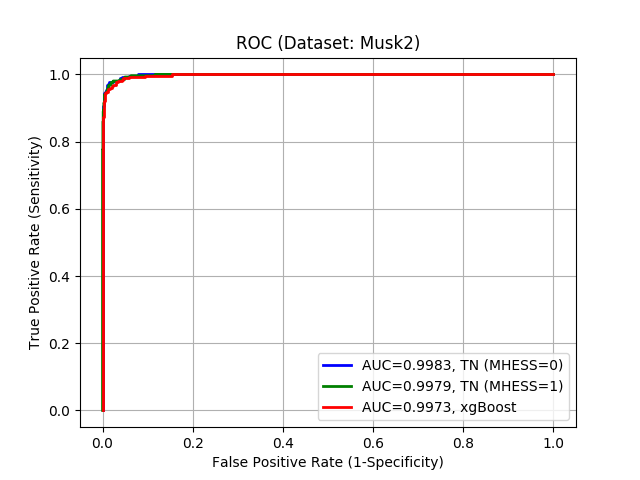 ROC (Dataset: Musk2)
True Positive Rate (Sensitivity)
1.0
0.8
0.6
0.4
0.2
0.0
AUC=0.9983, TN (MHESS=0)
AUC=0.9979, TN (MHESS=1)
AUC=0.9973, xgBoost
0.0 0.2 0.4 0.6 0.8 1.0
False Positive Rate (1-Specificity)